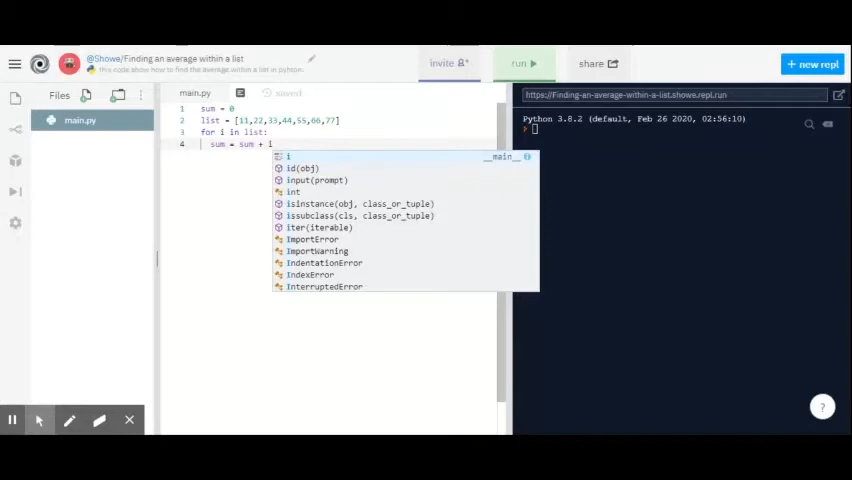 @Showe/Finding an average within a list
this code show how to find the average within a list in python.
invite
run
share
+ new repl
Files
main.py
main.py
saved
1 sum = 0
2 list = [11,22,33,44,55,66,77]
3 for i in list:
4 sum = sum + i
i __main__
id(obj)
input(prompt)
int
isinstance(obj, class_or_tuple)
issubclass(cls, class_or_tuple)
iter(iterable)
ImportError
ImportWarning
IndentationError
IndexError
InterruptedError
https://Finding-an-average-within-a-list.showe.repl.run
Python 3.8.2 (default, Feb 26 2020, 02:56:10)
?